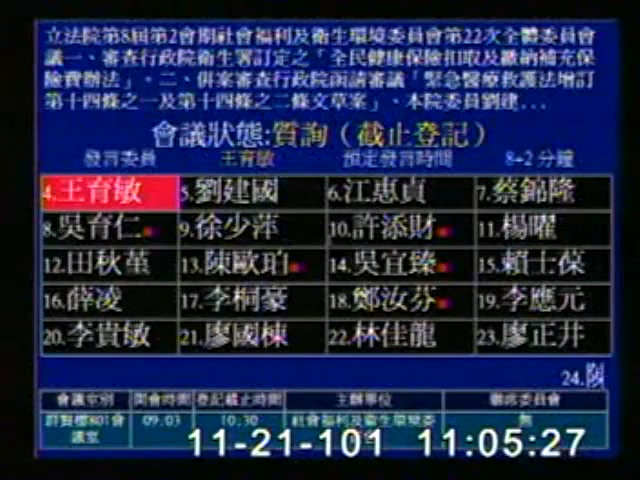 立法院第8屆第2會期社會福利及衛生環境委員會第22次全體委員會
議一、審查行政院衛生署訂定之「全民健康保險扣取及繳納補充保
險費辦法」。二、併案審查行政院函請審議「緊急醫療救護法增訂
第十四條之一及第十四條之二條文草案」、本院委員劉建...
會議狀態:質詢（截止登記）
發言委員 王育敏 預定發言時間 8+2 分鐘
4.王育敏 5.劉建國 6.江惠貞 7.蔡錦隆
8.吳育仁 9.徐少萍 10.許添財 11.楊曜
12.田秋堇 13.陳歐珀 14.吳宜臻 15.賴士葆
16.薛凌 17.李桐豪 18.鄭汝芬 19.李應元
20.李貴敏 21.廖國棟 22.林佳龍 23.廖正井
24.
會議室別 開會時間 登記截止時間 主辦單位 聯席委員會
群賢樓801會 09:03 10:30 社會福利及衛生環境委 無
議室
11-21-101 11:05:27